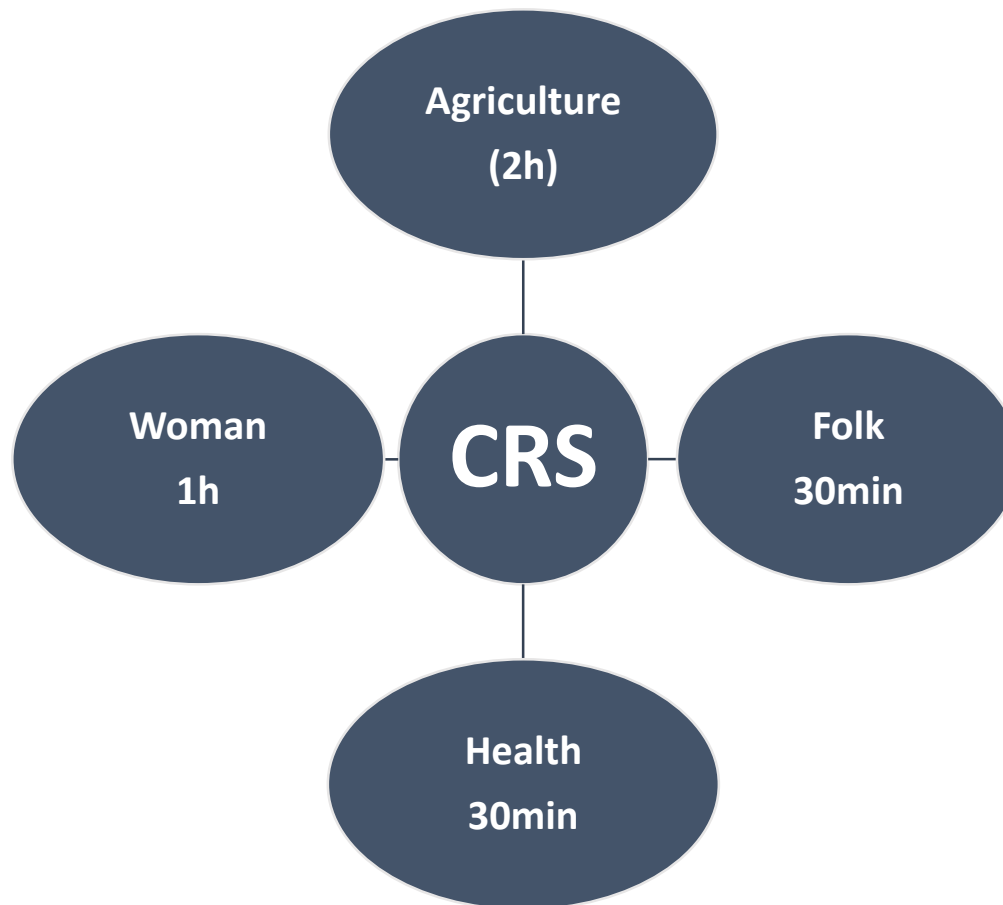 Agriculture
(2h)
Woman
1h
CRS
Folk
30min
Health
30min